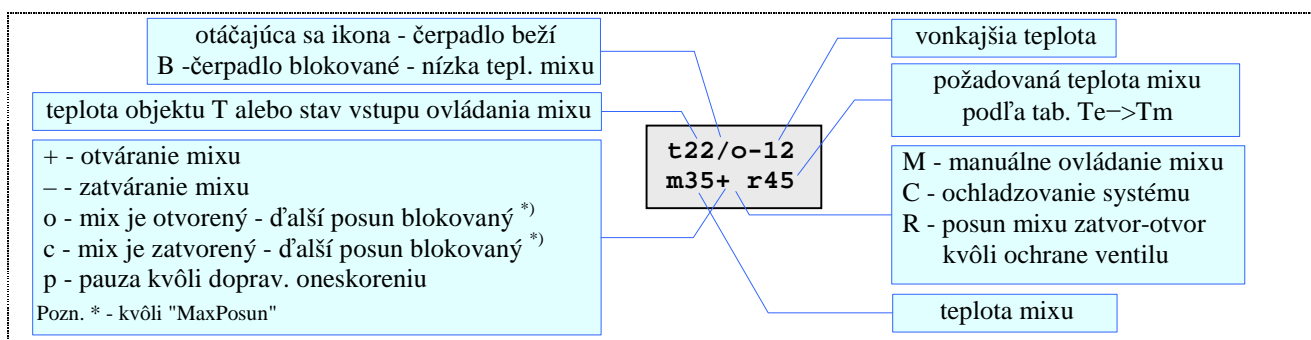 otáčajúca sa ikona - čerpadlo beží
B -čerpadlo blokované - nízka tepl. mixu
teplota objektu T alebo stav vstupu ovládania mixu
+ - otváranie mixu
– - zatváranie mixu
o - mix je otvorený - ďalší posun blokovaný *)
c - mix je zatvorený - ďalší posun blokovaný *)
p - pauza kvôli doprav. oneskoreniu
Pozn. * - kvôli "MaxPosun"
t22/o-12
m35+ r45
vonkajšia teplota
požadovaná teplota mixu
podľa tab. Te−>Tm
M - manuálne ovládanie mixu
C - ochladzovanie systému
R - posun mixu zatvor-otvor
kvôli ochrane ventilu
teplota mixu